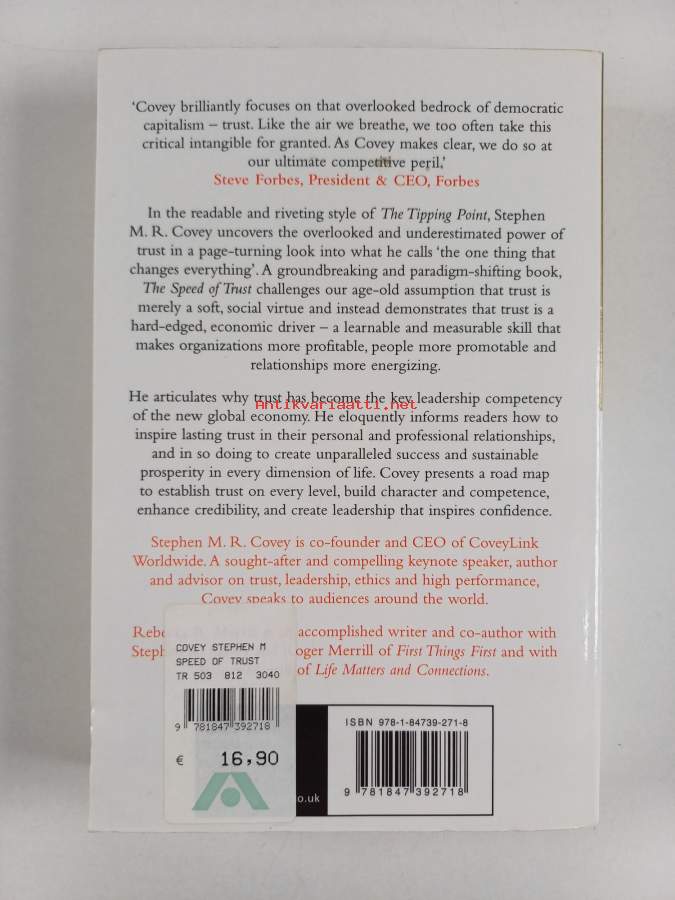 ‘Covey brilliantly focuses on that overlooked bedrock of democratic
capitalism – trust. Like the air we breathe, we too often take this
critical intangible for granted. As Covey makes clear, we do so at
our ultimate competitive peril.’
Steve Forbes, President & CEO, Forbes
In the readable and riveting style of The Tipping Point, Stephen
M. R. Covey uncovers the overlooked and underestimated power of
trust in a page-turning look into what he calls ‘the one thing that
changes everything’. A groundbreaking and paradigm-shifting book,
The Speed of Trust challenges our age-old assumption that trust is
merely a soft, social virtue and instead demonstrates that trust is a
hard-edged, economic driver – a learnable and measurable skill that
makes organizations more profitable, people more promotable and
relationships more energizing.
He articulates why trust has become the key leadership competency
Antikvariaatti.net
of the new global economy. He eloquently informs readers how to
inspire lasting trust in their personal and professional relationships,
and in so doing to create unparalleled success and sustainable
prosperity in every dimension of life. Covey presents a road map
to establish trust on every level, build character and competence,
enhance credibility, and create leadership that inspires confidence.
Stephen M. R. Covey is co-founder and CEO of CoveyLink
Worldwide. A sought-after and compelling keynote speaker, author
and advisor on trust, leadership, ethics and high performance,
Covey speaks to audiences around the world.
accomplished writer and co-author with
oger Merrill of First Things First and with
of Life Matters and Connections.
COVEY STEPHEN M
SPEED OF TRUST
TR 503 812 3040
9 781847 392718
€ 16,90
o.uk
ISBN 978-1-84739-271-8
9 781847 392718